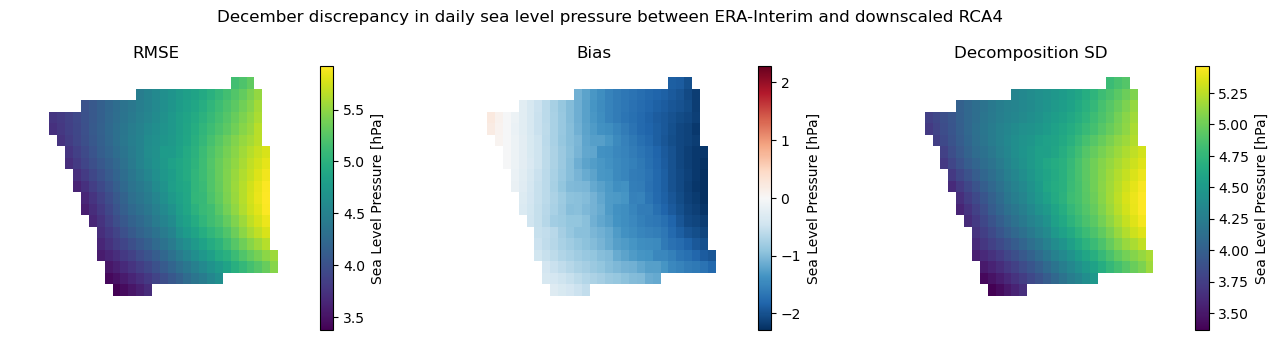 December discrepancy in daily sea level pressure between ERA-Interim and downscaled RCA4
RMSE
5.5
5.0
4.5
4.0
3.5
Sea Level Pressure [hPa]
Bias
2
1
0
−1
−2
Sea Level Pressure [hPa]
Decomposition SD
5.25
5.00
4.75
4.50
4.25
4.00
3.75
3.50
Sea Level Pressure [hPa]